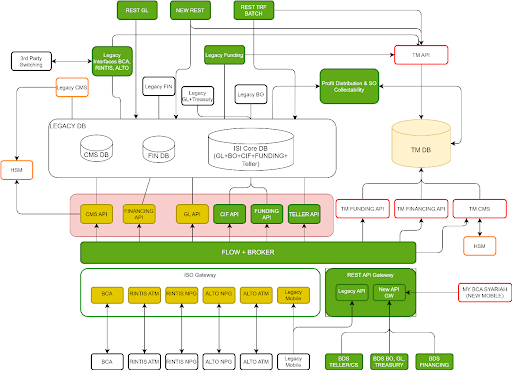 REST GL
NEW REST
REST TRF
BATCH
3rd Party
Switching
Legacy
Interfaces BCA,
RINTIS, ALTO
Legacy Funding
TM API
Legacy CMS
Legacy FIN
Legacy
GL+Treasury
Legacy BO
Profit Distribution & SO
Collectability
LEGACY DB
CMS DB
FIN DB
ISI Core DB
(GL+BO+CIF+FUNDING+
Teller)
TM DB
HSM
CMS API
FINANCING
API
GL API
CIF API
FUNDING
API
TELLER API
TM FUNDING API
TM FINANCING API
TM CMS
HSM
FLOW + BROKER
ISO Gateway
REST API Gateway
BCA
RINTIS ATM
RINTIS NPG
ALTO NPG
ALTO ATM
Legacy
Mobile
Legacy API
New API
GW
MY BCA SYARIAH
(NEW MOBILE)
BCA
RINTIS ATM
RINTIS NPG
ALTO NPG
ALTO ATM
Legacy
Mobile
BDS
TELLER/CS
BDS BO, GL,
TREASURY
BDS
FINANCING